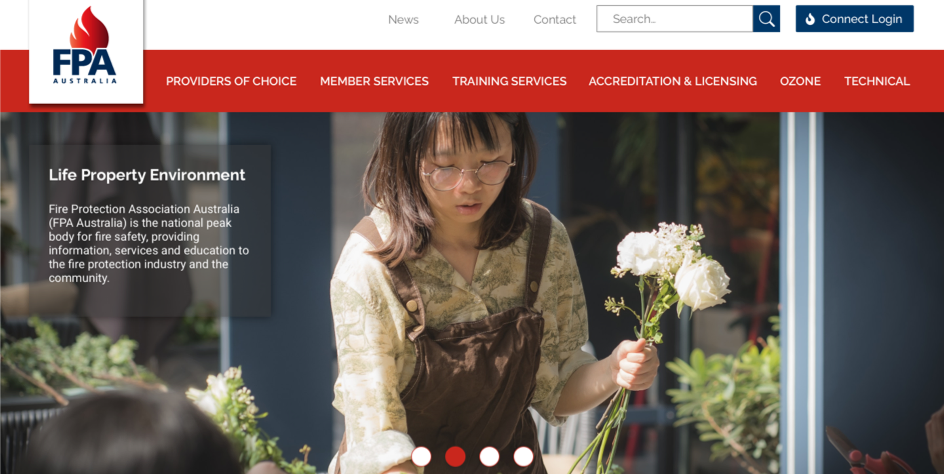 News About Us Contact Search... Connect Login
FPA
AUSTRALIA
PROVIDERS OF CHOICE MEMBER SERVICES TRAINING SERVICES ACCREDITATION & LICENSING OZONE TECHNICAL
Life Property Environment
Fire Protection Association Australia
(FPA Australia) is the national peak
body for fire safety, providing
information, services and education to
the fire protection industry and the
community.